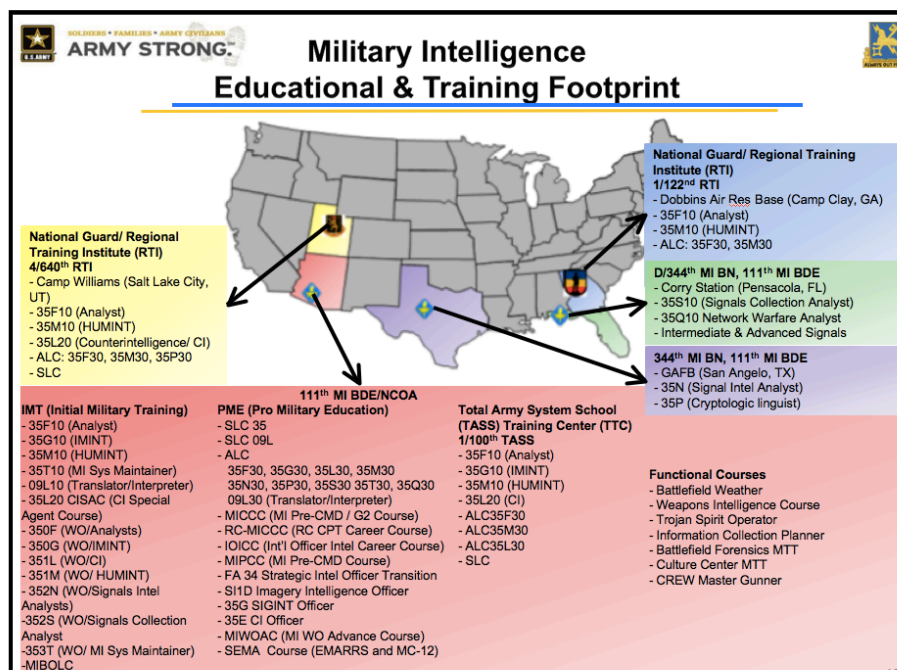 SOLDIERS * FAMILIES * ARMY CIVILIANS
ARMY STRONG.
U.S.ARMY
Military Intelligence
Educational & Training Footprint
ALWAYS OUT F
National Guard/ Regional Training
Institute (RTI)
1/122nd RTI
- Dobbins Air Res Base (Camp Clay, GA)
- 35F10 (Analyst)
- 35M10 (HUMINT)
- ALC: 35F30, 35M30
National Guard/ Regional
Training Institute (RTI)
4/640th RTI
- Camp Williams (Salt Lake City,
UT)
- 35F10 (Analyst)
- 35M10 (HUMINT)
- 35L20 (Counterintelligence/ CI)
- ALC: 35F30, 35M30, 35P30
- SLC
D/344th MI BN, 111th MI BDE
- Corry Station (Pensacola, FL)
- 35S10 (Signals Collection Analyst)
- 35Q10 Network Warfare Analyst
- Intermediate & Advanced Signals
344th MI BN, 111th MI BDE
- GAFB (San Angelo, TX)
- 35N (Signal Intel Analyst)
- 35P (Cryptologic linguist)
111th MI BDE/NCOA
IMT (Initial Military Training)
- 35F10 (Analyst)
- 35G10 (IMINT)
- 35M10 (HUMINT)
- 35T10 (MI Sys Maintainer)
- 09L10 (Translator/Interpreter)
- 35L20 CISAC (CI Special
Agent Course)
- 350F (WO/Analysts)
- 350G (WO/IMINT)
- 351L (WO/CI)
- 351M (WO/ HUMINT)
- 352N (WO/Signals Intel
Analysts)
-352S (WO/Signals Collection
Analyst
-353T (WO/ MI Sys Maintainer)
-MIBOLC
PME (Pro Military Education)
- SLC 35
- SLC 09L
- ALC
35F30, 35G30, 35L30, 35M30
35N30, 35P30, 35S30 35T30, 35Q30
09L30 (Translator/Interpreter)
- MICCC (MI Pre-CMD / G2 Course)
- RC-MICCC (RC CPT Career Course)
- IOICC (Int'l Officer Intel Career Course)
- MIPCC (MI Pre-CMD Course)
- FA 34 Strategic Intel Officer Transition
- SI1D Imagery Intelligence Officer
- 35G SIGINT Officer
- 35E CI Officer
- MIWOAC (MI WO Advance Course)
- SEMA Course (EMARRS and MC-12)
Total Army System School
(TASS) Training Center (TTC)
1/100th TASS
- 35F10 (Analyst)
- 35G10 (IMINT)
- 35M10 (HUMINT)
- 35L20 (CI)
- ALC35F30
- ALC35M30
- ALC35L30
- SLC
Functional Courses
- Battlefield Weather
- Weapons Intelligence Course
- Trojan Spirit Operator
- Information Collection Planner
- Battlefield Forensics MTT
- Culture Center MTT
- CREW Master Gunner